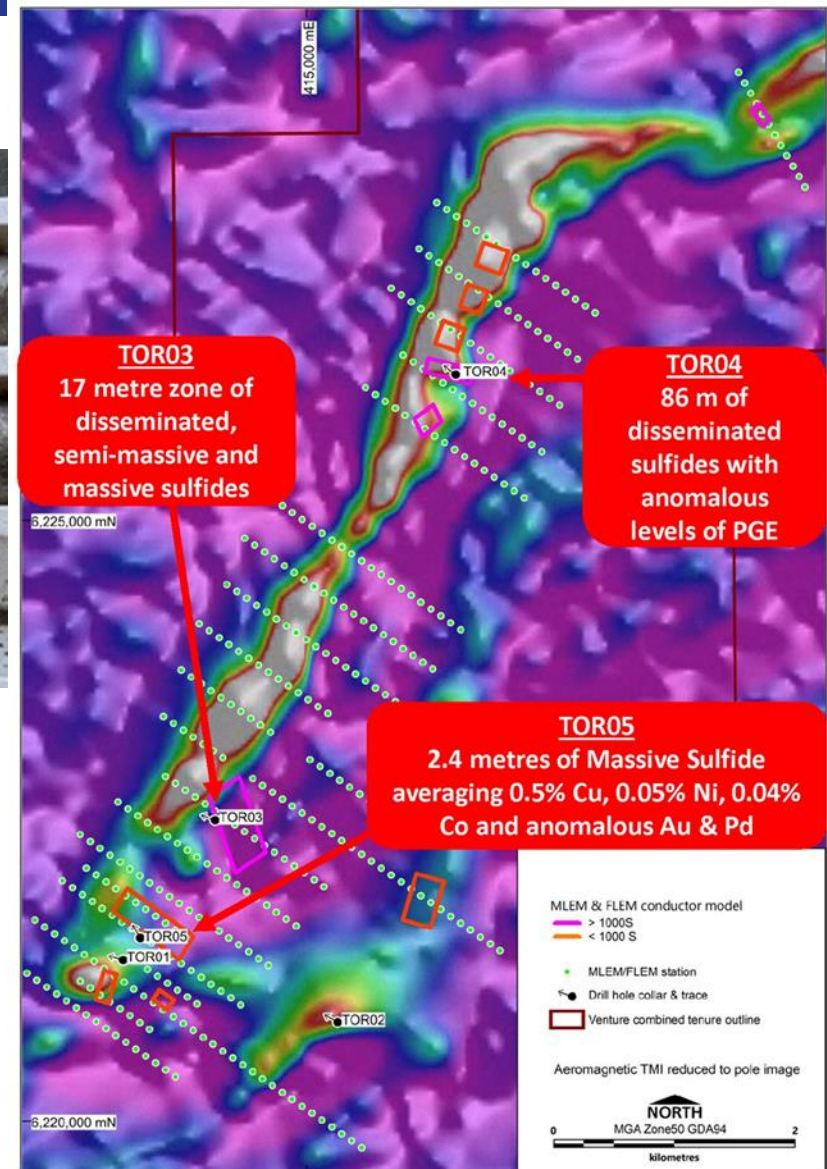 415,000 mE
TOR03
17 metre zone of
disseminated,
semi-massive and
massive sulfides
TOR04
TOR04
86 m of
disseminated
sulfides with
anomalous
levels of PGE
6,225,000 mN
TOR05
2.4 metres of Massive Sulfide
averaging 0.5% Cu, 0.05% Ni, 0.04%
Co and anomalous Au & Pd
TOR03
TOR05
TOR01
TOR02
6,220,000 mN
MLEM & FLEM conductor model
> 1000S
< 1000 S
MLEM/FLEM station
Drill hole collar & trace
Venture combined tenure outline
Aeromagnetic TMI reduced to pole image
NORTH
MGA Zone50 GDA94
0 2
kilometres